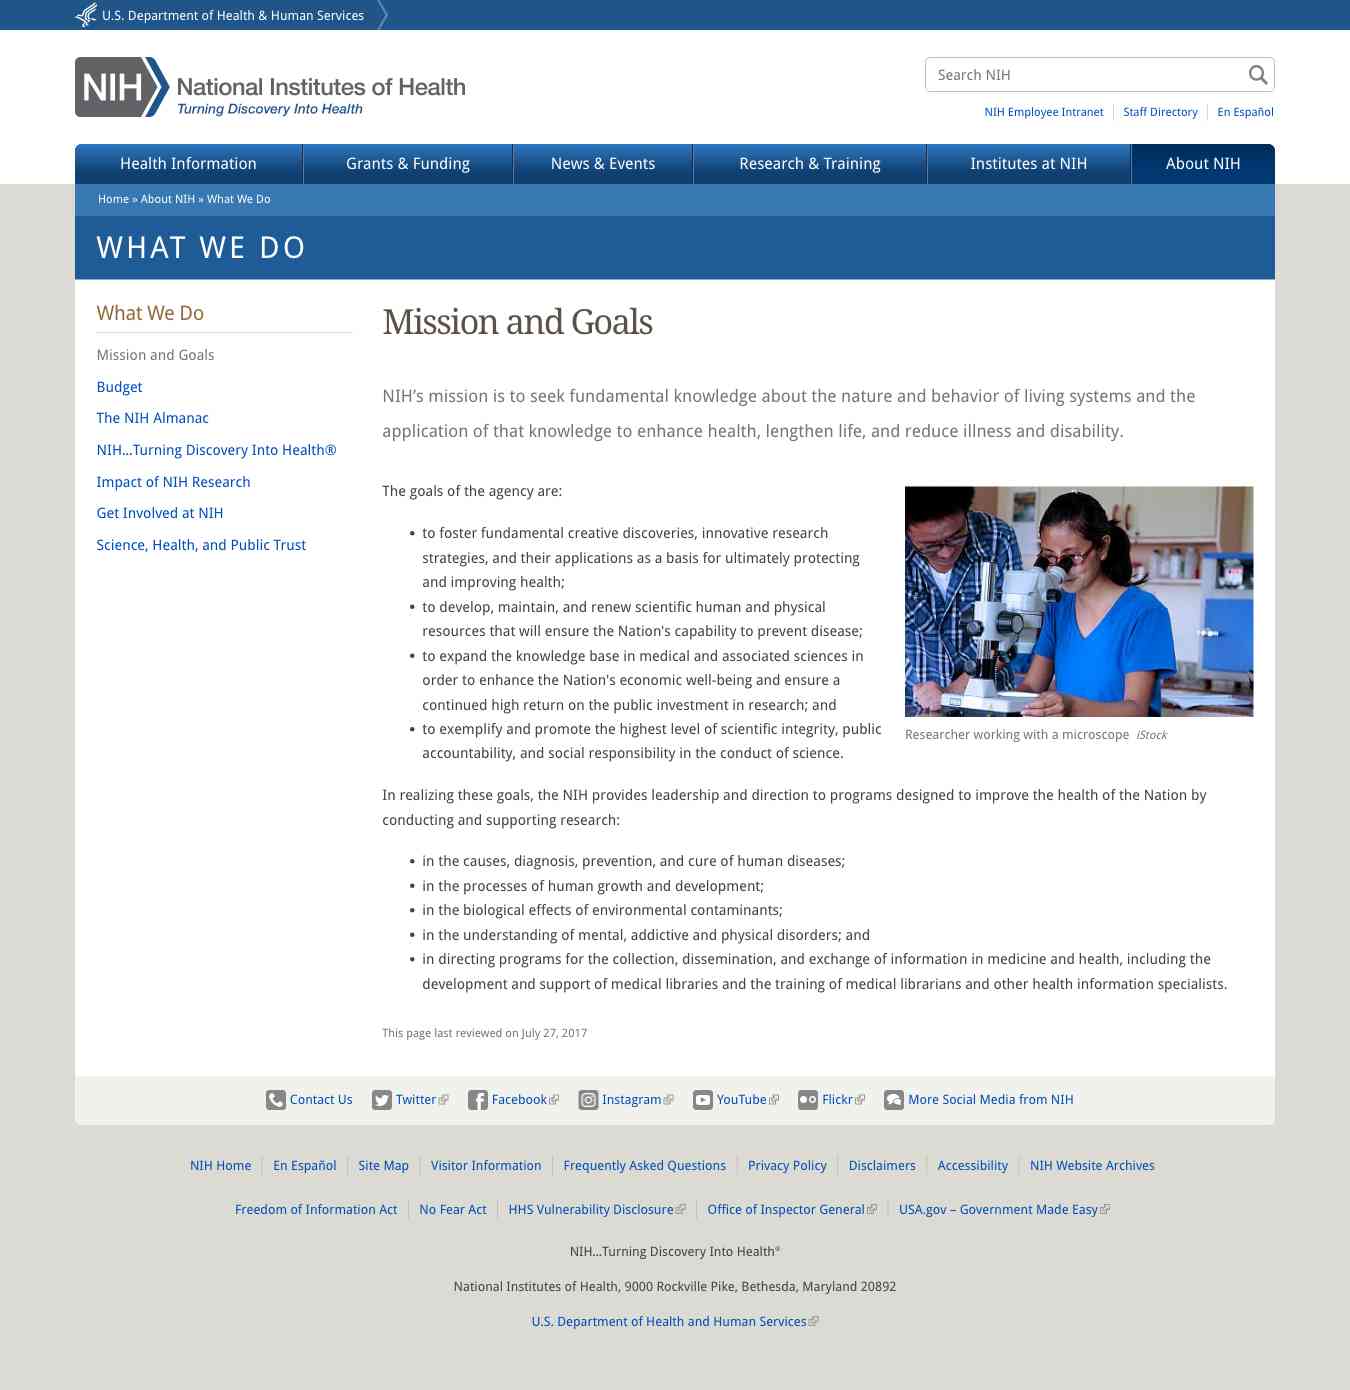 U.S. Department of Health & Human Services
NIH National Institutes of Health
Turning Discovery Into Health
Search NIH
NIH Employee Intranet
Staff Directory
En Español
Health Information
Grants & Funding
News & Events
Research & Training
Institutes at NIH
About NIH
Home » About NIH » What We Do
WHAT WE DO
What We Do
Mission and Goals
Budget
The NIH Almanac
NIH...Turning Discovery Into Health®
Impact of NIH Research
Get Involved at NIH
Science, Health, and Public Trust
Mission and Goals
NIH’s mission is to seek fundamental knowledge about the nature and behavior of living systems and the
application of that knowledge to enhance health, lengthen life, and reduce illness and disability.
The goals of the agency are:
• to foster fundamental creative discoveries, innovative research
strategies, and their applications as a basis for ultimately protecting
and improving health;
• to develop, maintain, and renew scientific human and physical
resources that will ensure the Nation's capability to prevent disease;
• to expand the knowledge base in medical and associated sciences in
order to enhance the Nation's economic well-being and ensure a
continued high return on the public investment in research; and
• to exemplify and promote the highest level of scientific integrity, public
accountability, and social responsibility in the conduct of science.
Researcher working with a microscope iStock
In realizing these goals, the NIH provides leadership and direction to programs designed to improve the health of the Nation by
conducting and supporting research:
• in the causes, diagnosis, prevention, and cure of human diseases;
• in the processes of human growth and development;
• in the biological effects of environmental contaminants;
• in the understanding of mental, addictive and physical disorders; and
• in directing programs for the collection, dissemination, and exchange of information in medicine and health, including the
development and support of medical libraries and the training of medical librarians and other health information specialists.
This page last reviewed on July 27, 2017
Contact Us
Twitter
Facebook
Instagram
YouTube
Flickr
More Social Media from NIH
NIH Home
En Español
Site Map
Visitor Information
Frequently Asked Questions
Privacy Policy
Disclaimers
Accessibility
NIH Website Archives
Freedom of Information Act
No Fear Act
HHS Vulnerability Disclosure
Office of Inspector General
USA.gov – Government Made Easy
NIH...Turning Discovery Into Health®
National Institutes of Health, 9000 Rockville Pike, Bethesda, Maryland 20892
U.S. Department of Health and Human Services